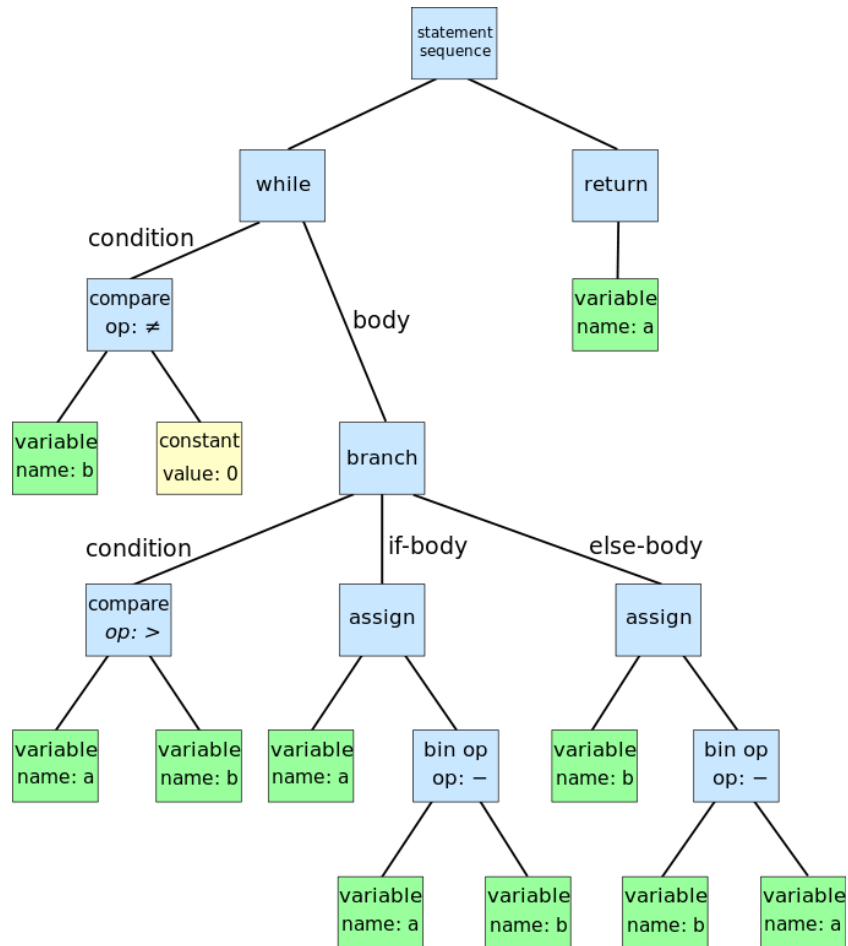 statement
sequence
while
return
condition
body
compare
op: ≠
variable
name: a
variable
name: b
constant
value: 0
branch
condition
if-body
else-body
compare
op: >
assign
assign
variable
name: a
variable
name: b
variable
name: a
bin op
op: −
variable
name: b
bin op
op: −
variable
name: a
variable
name: b
variable
name: b
variable
name: a